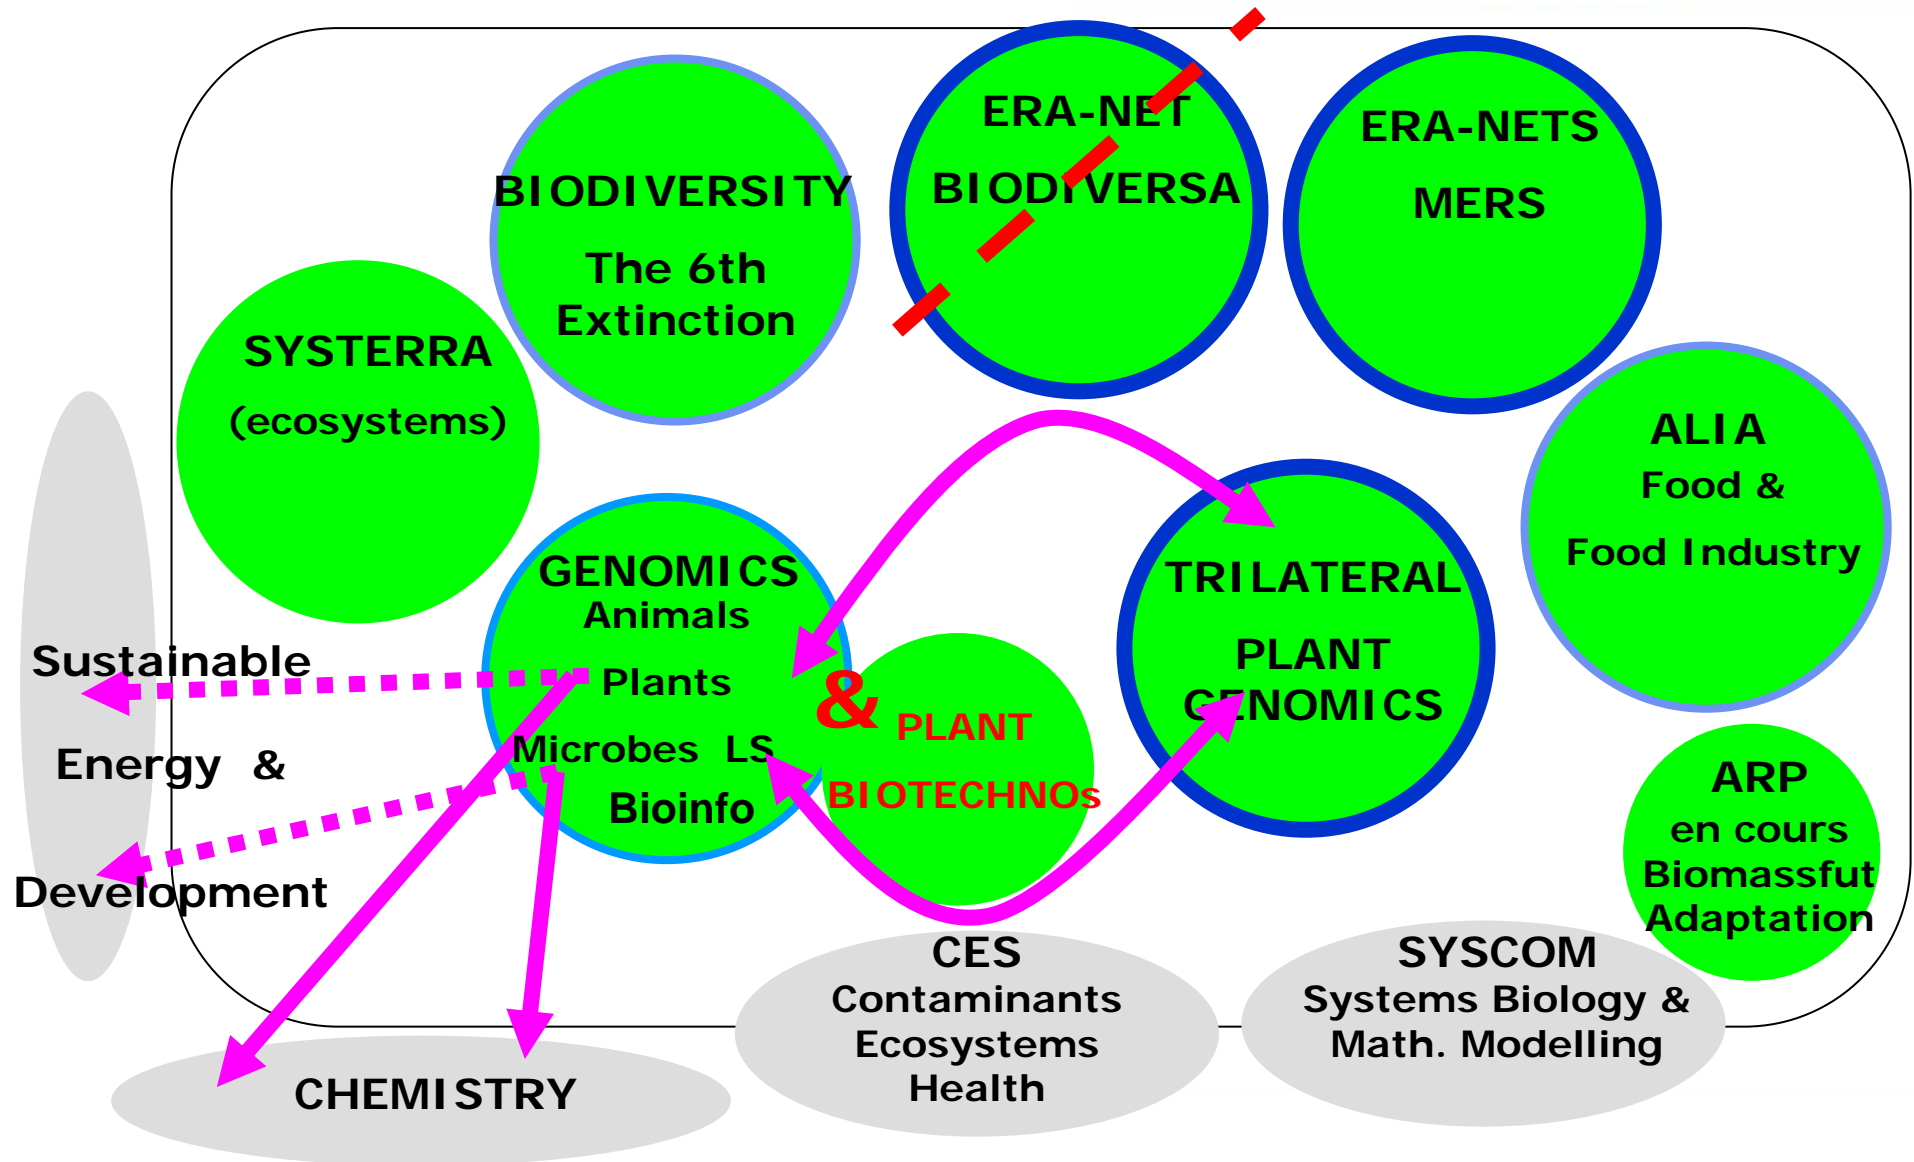 ERA-NET
BIODIVERSA
ERA-NETS
MERS
BIODIVERSITY
The 6th
Extinction
SYSTERRA
(ecosystems)
ALIA
Food &
Food Industry
GENOMICS
Animals
Plants
Microbes LS
Bioinfo
& PLANT
BIOTECHNOs
TRILATERAL
PLANT
GENOMICS
Sustainable
Energy &
Development
ARP
en cours
Biomassfut
Adaptation
CES
Contaminants
Ecosystems
Health
SYSCOM
Systems Biology &
Math. Modelling
CHEMISTRY